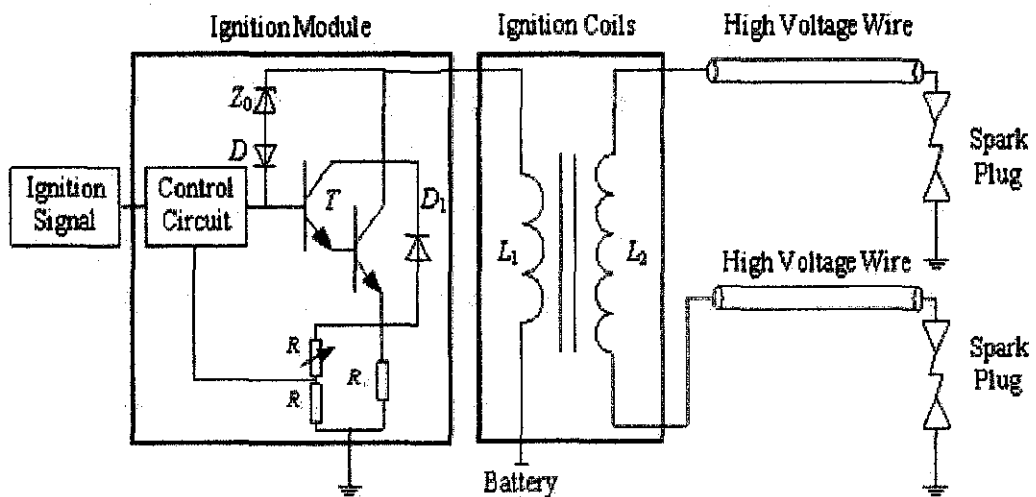 Ignition Module
Ignition Coils
High Voltage Wire
Z0
D
Ignition
Signal
Control
Circuit
T
D1
L1
L2
Spark
Plug
High Voltage Wire
R
R
R
Spark
Plug
Battery